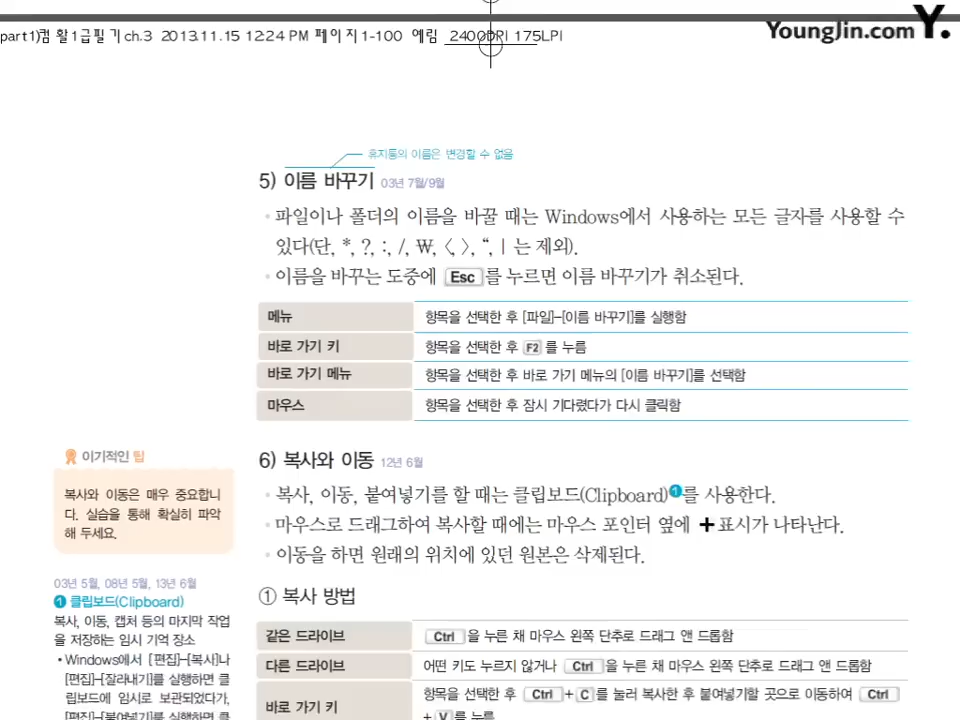 part1)컴 활1급필 기ch.3 2013.11.15 12:24 PM 페 이 지1-100 예림 2400DPI 175LPI
YoungJin.com Y.
휴지통의 이름은 변경할 수 없음
5) 이름 바꾸기 03년 7월/9월
• 파일이나 폴더의 이름을 바꿀 때는 Windows에서 사용하는 모든 글자를 사용할 수
있다(단, *, ?, :, /, ₩, 〈, 〉, “, | 는 제외).
• 이름을 바꾸는 도중에 Esc 를 누르면 이름 바꾸기가 취소된다.
메뉴 항목을 선택한 후 [파일]-[이름 바꾸기]를 실행함
바로 가기 키 항목을 선택한 후 F2 를 누름
바로 가기 메뉴 항목을 선택한 후 바로 가기 메뉴의 [이름 바꾸기]를 선택함
마우스 항목을 선택한 후 잠시 기다렸다가 다시 클릭함
이기적인 팁
복사와 이동은 매우 중요합니
다. 실습을 통해 확실히 파악
해 두세요.
6) 복사와 이동 12년 6월
• 복사, 이동, 붙여넣기를 할 때는 클립보드(Clipboard)❶를 사용한다.
• 마우스로 드래그하여 복사할 때에는 마우스 포인터 옆에 ➕표시가 나타난다.
• 이동을 하면 원래의 위치에 있던 원본은 삭제된다.
03년 5월, 08년 5월, 13년 6월
❶ 클립보드(Clipboard)
복사, 이동, 캡처 등의 마지막 작업
을 저장하는 임시 기억 장소
• Windows에서 [편집]-[복사]나
[편집]-[잘라내기]를 실행하면 클
립보드에 임시로 보관되었다가,
[편집]-[붙여넣기]를 실행하면 클
① 복사 방법
같은 드라이브 Ctrl 을 누른 채 마우스 왼쪽 단추로 드래그 앤 드롭함
다른 드라이브 어떤 키도 누르지 않거나 Ctrl 을 누른 채 마우스 왼쪽 단추로 드래그 앤 드롭함
바로 가기 키 항목을 선택한 후 Ctrl + C 를 눌러 복사한 후 붙여넣기할 곳으로 이동하여 Ctrl
+ V 를 누름